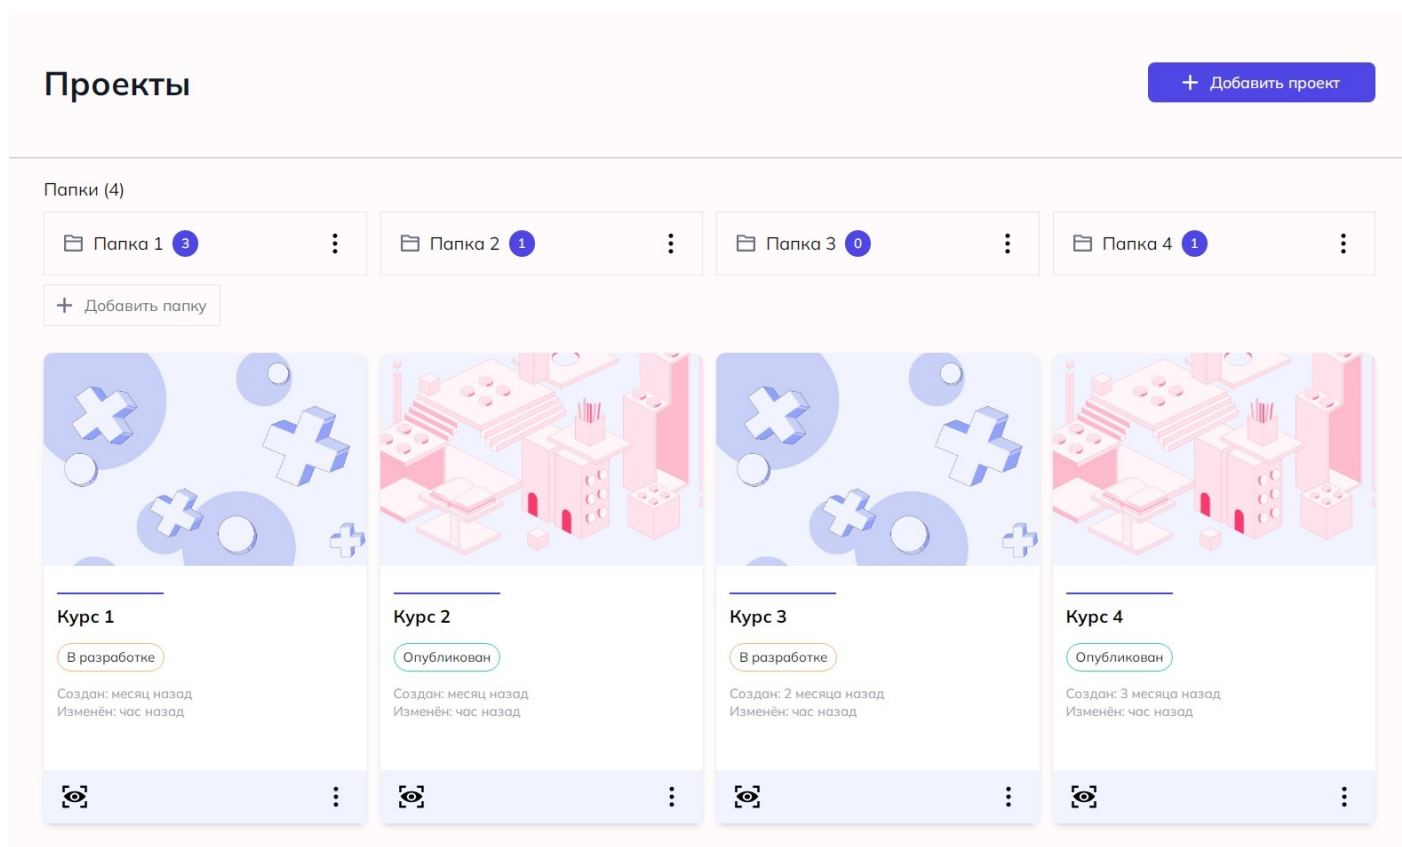 Проекты
+ Добавить проект
Папки (4)
Папка 1 3
Папка 2 1
Папка 3 0
Папка 4 1
+ Добавить папку
Курс 1
В разработке
Создан: месяц назад
Изменён: час назад
Курс 2
Опубликован
Создан: месяц назад
Изменён: час назад
Курс 3
В разработке
Создан: 2 месяца назад
Изменён: час назад
Курс 4
Опубликован
Создан: 3 месяца назад
Изменён: час назад